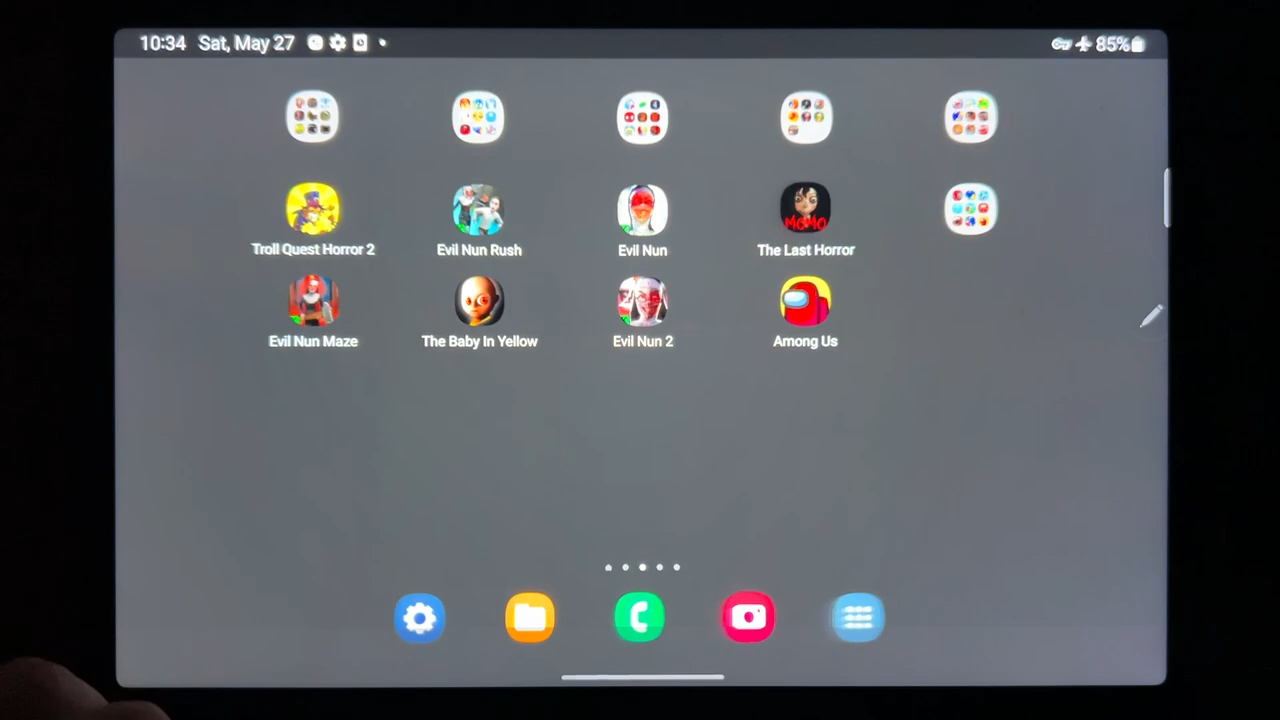 10:34 Sat, May 27 85%
Troll Quest Horror 2 Evil Nun Rush Evil Nun The Last Horror
MOMO
Evil Nun Maze The Baby In Yellow Evil Nun 2 Among Us